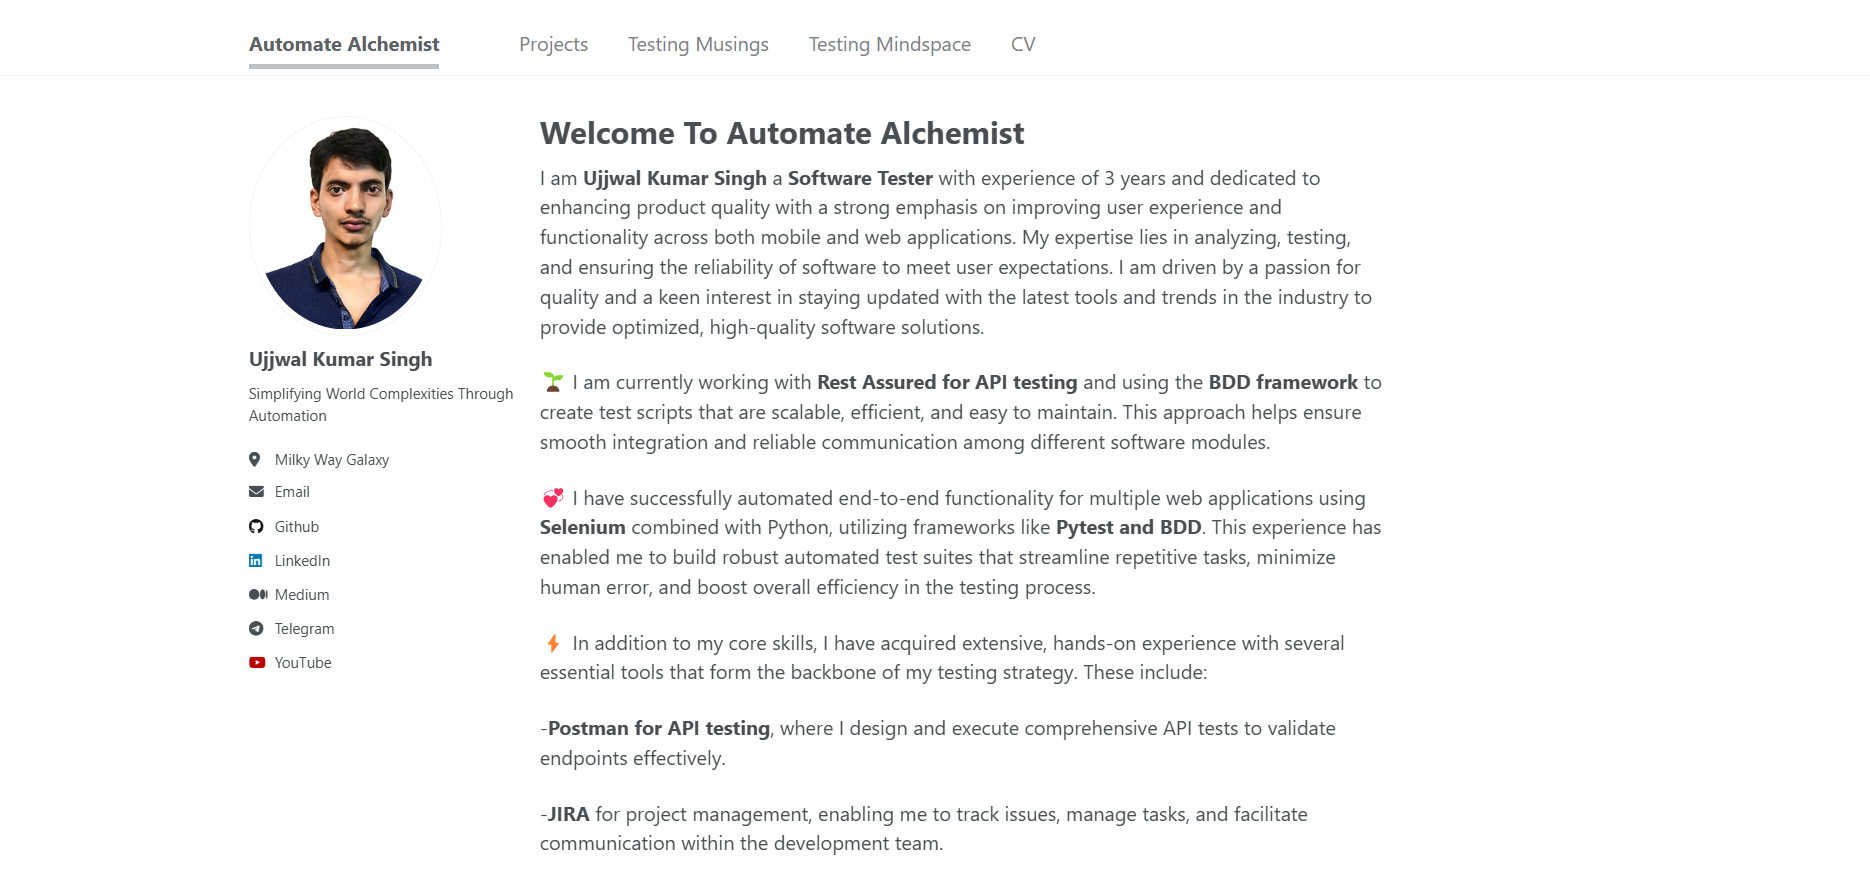 Automate Alchemist
Projects
Testing Musings
Testing Mindspace
CV
Ujjwal Kumar Singh
Simplifying World Complexities Through
Automation
Milky Way Galaxy
Email
Github
LinkedIn
Medium
Telegram
YouTube
Welcome To Automate Alchemist
I am Ujjwal Kumar Singh a Software Tester with experience of 3 years and dedicated to
enhancing product quality with a strong emphasis on improving user experience and
functionality across both mobile and web applications. My expertise lies in analyzing, testing,
and ensuring the reliability of software to meet user expectations. I am driven by a passion for
quality and a keen interest in staying updated with the latest tools and trends in the industry to
provide optimized, high-quality software solutions.
🌱 I am currently working with Rest Assured for API testing and using the BDD framework to
create test scripts that are scalable, efficient, and easy to maintain. This approach helps ensure
smooth integration and reliable communication among different software modules.
💞 I have successfully automated end-to-end functionality for multiple web applications using
Selenium combined with Python, utilizing frameworks like Pytest and BDD. This experience has
enabled me to build robust automated test suites that streamline repetitive tasks, minimize
human error, and boost overall efficiency in the testing process.
⚡ In addition to my core skills, I have acquired extensive, hands-on experience with several
essential tools that form the backbone of my testing strategy. These include:
-Postman for API testing, where I design and execute comprehensive API tests to validate
endpoints effectively.
-JIRA for project management, enabling me to track issues, manage tasks, and facilitate
communication within the development team.